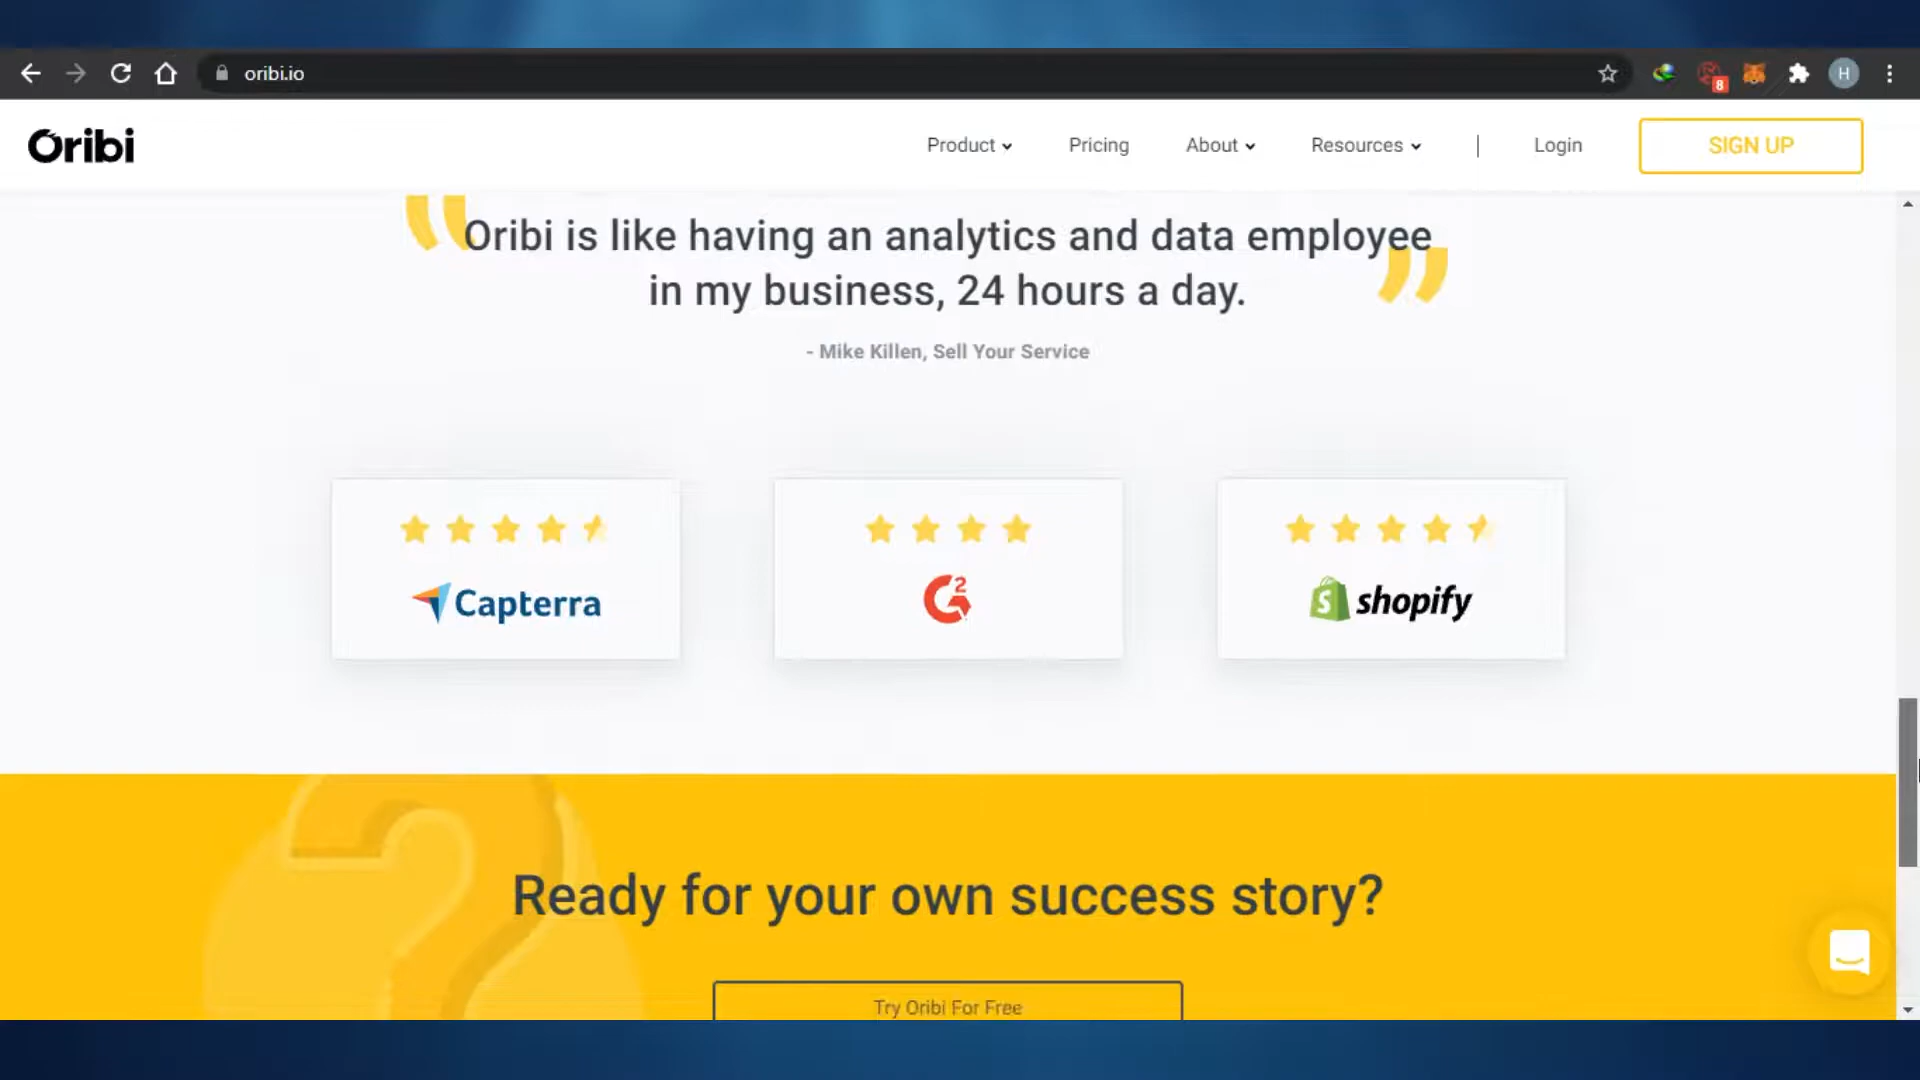 oribi.io
8
H
Oribi
Product
Pricing
About
Resources
|
Login
SIGN UP
“Oribi is like having an analytics and data employee
in my business, 24 hours a day.”
- Mike Killen, Sell Your Service
Capterra
G2
shopify
Ready for your own success story?
Try Oribi For Free